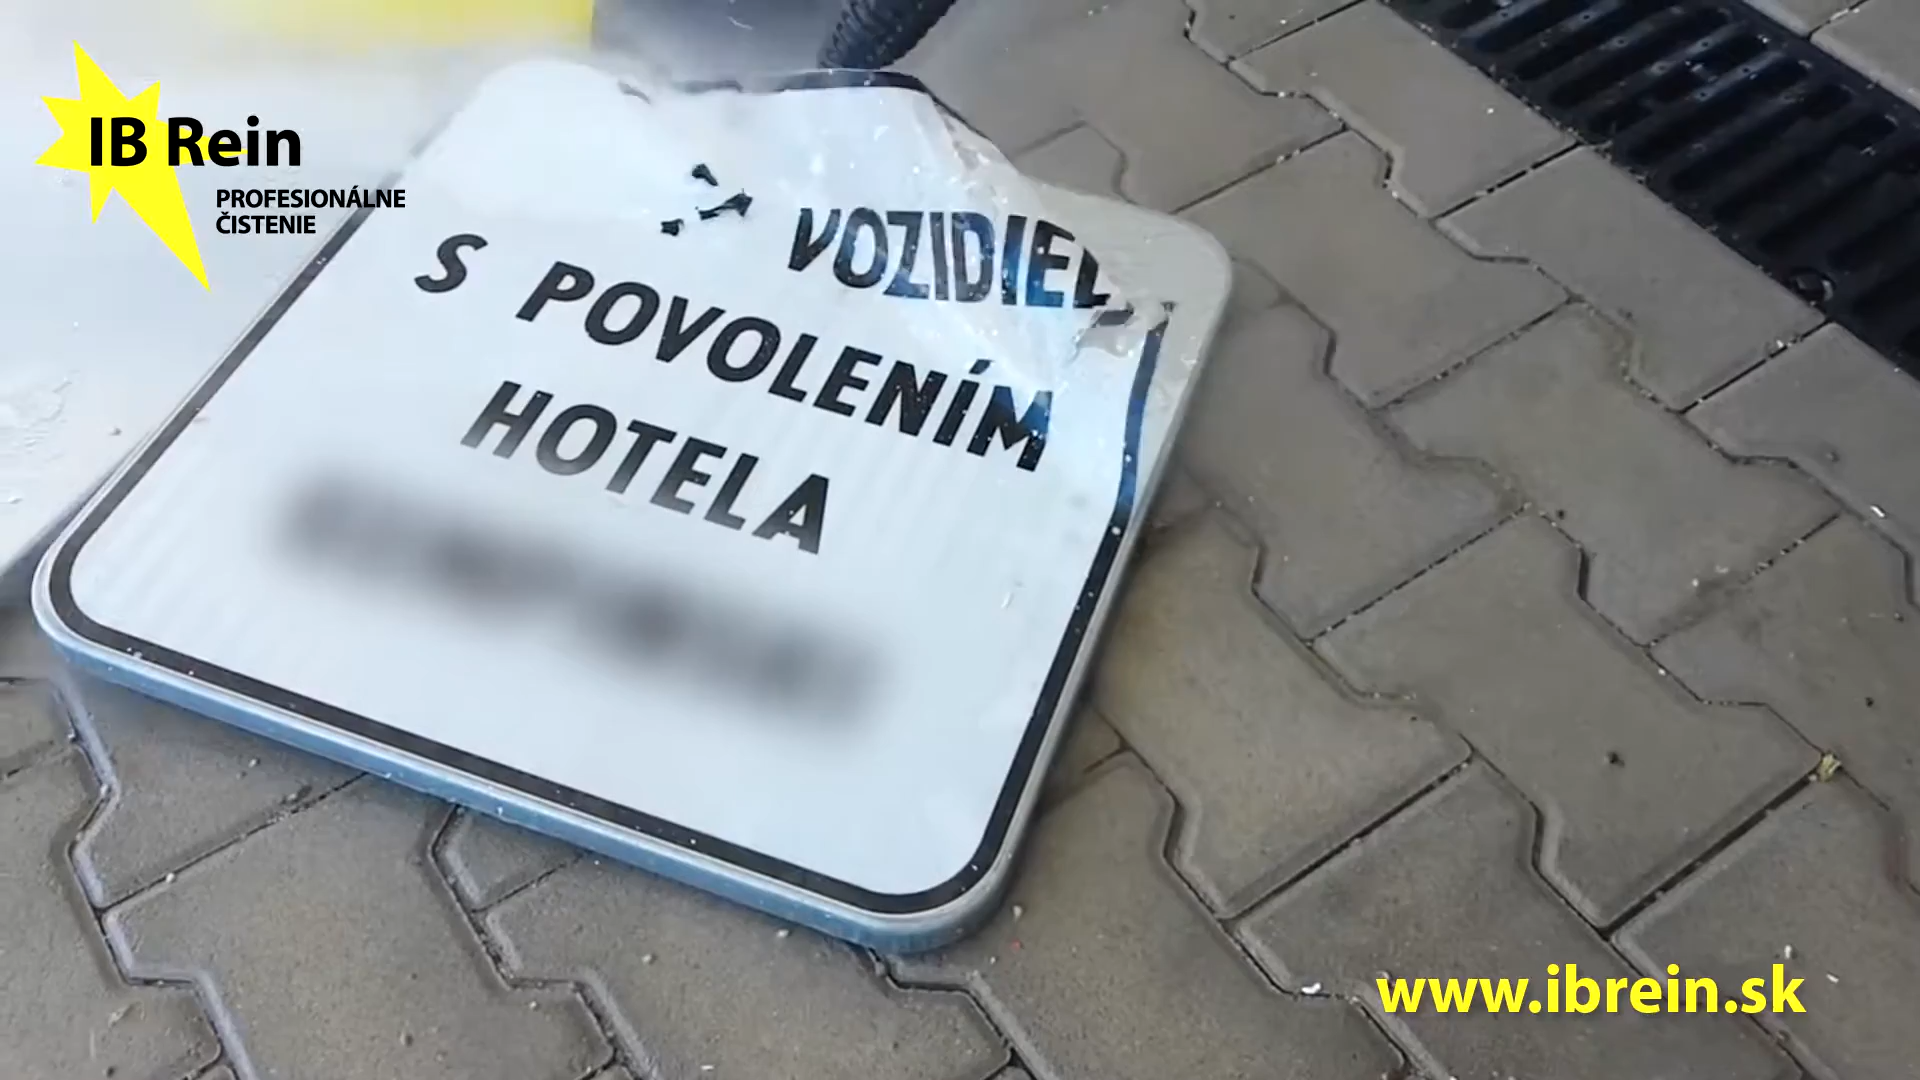 IB Rein
PROFESIONÁLNE
ČISTENIE
VOZIDIEL
S POVOLENÍM
HOTELA
www.ibrein.sk